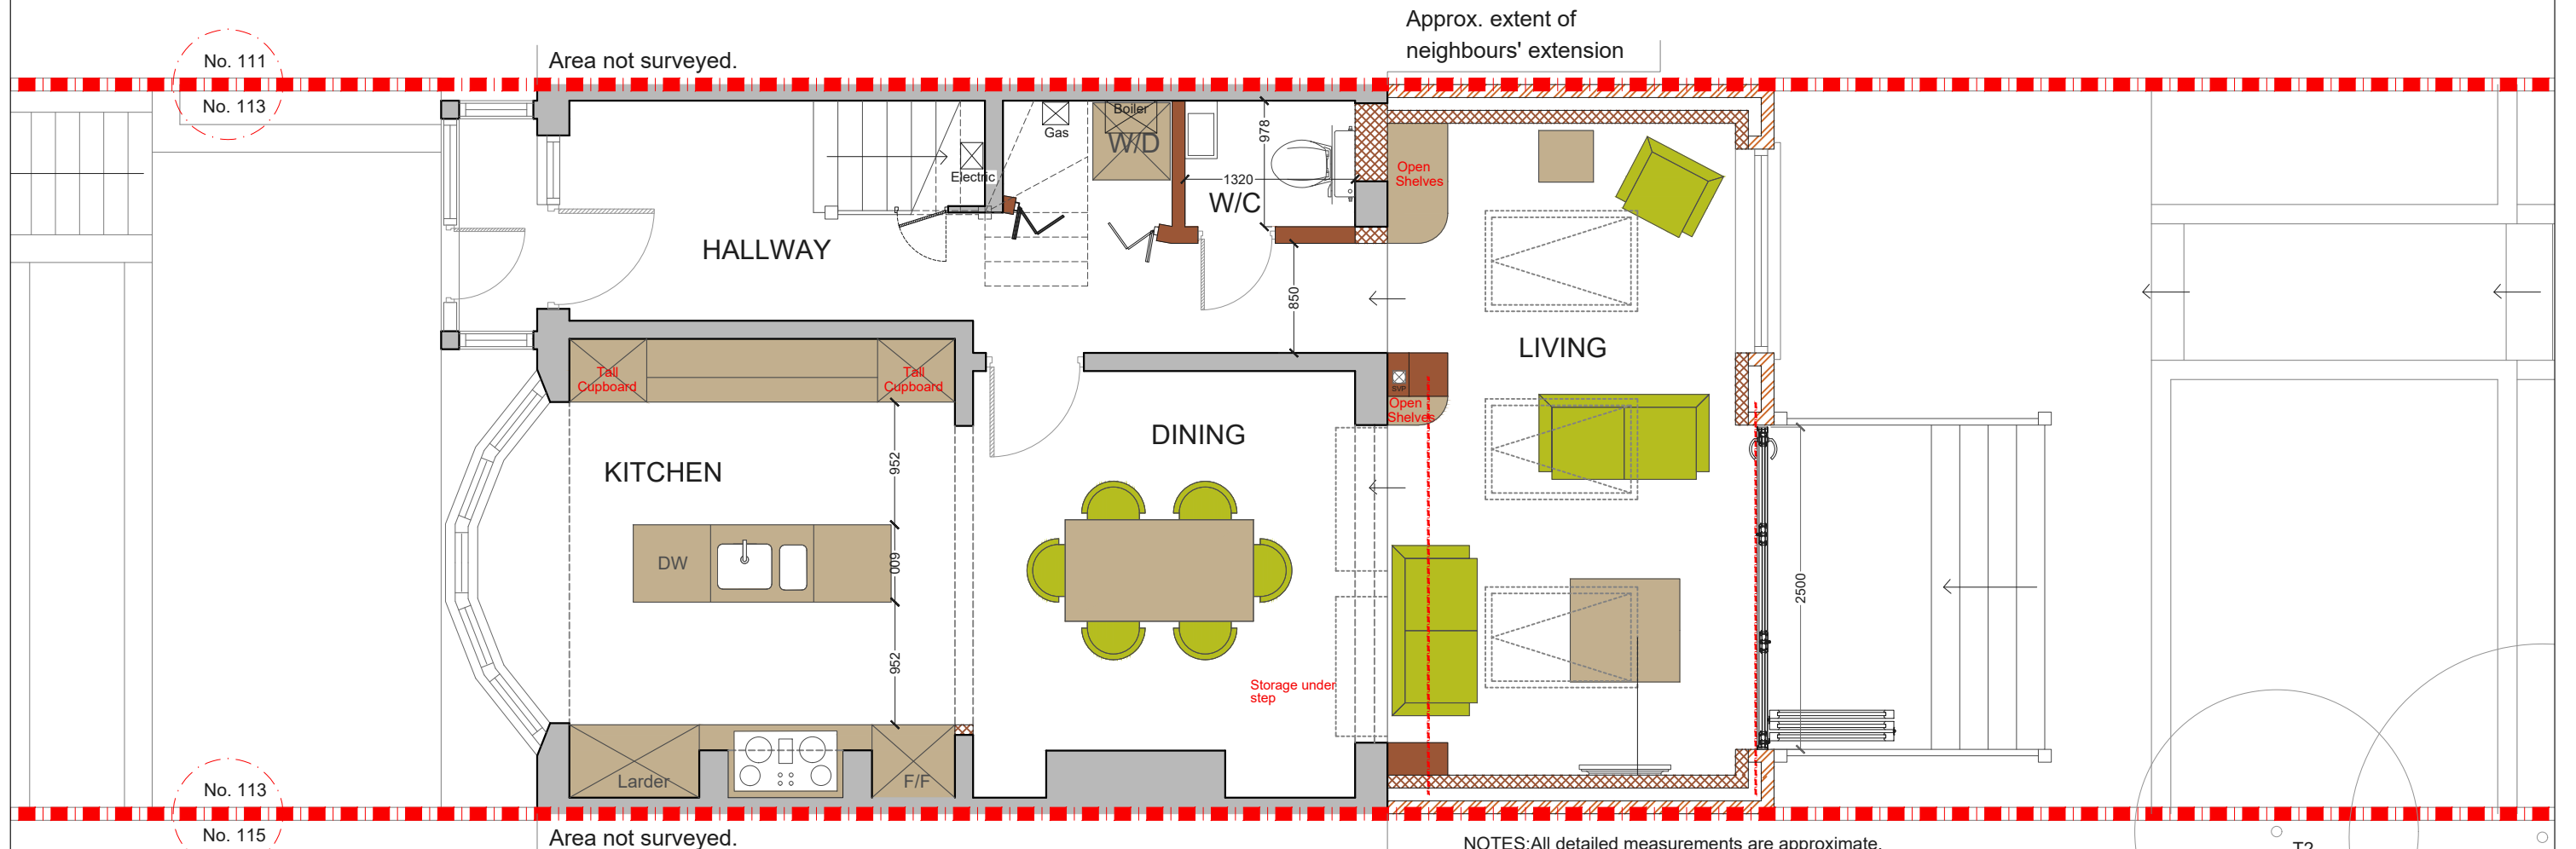 Approx. extent of
neighbours' extension
No. 111
Area not surveyed.
No. 113
Boiler
Gas
W/D
978
Open
Shelves
Electric
1320
W/C
HALLWAY
850
LIVING
Tall
Cupboard
Tall
Cupboard
SVP
Open
Shelves
DINING
952
KITCHEN
DW
600
2500
952
Storage under
step
Larder
F/F
No. 113
No. 115
Area not surveyed.
NOTES:All detailed measurements are approximate.
T2